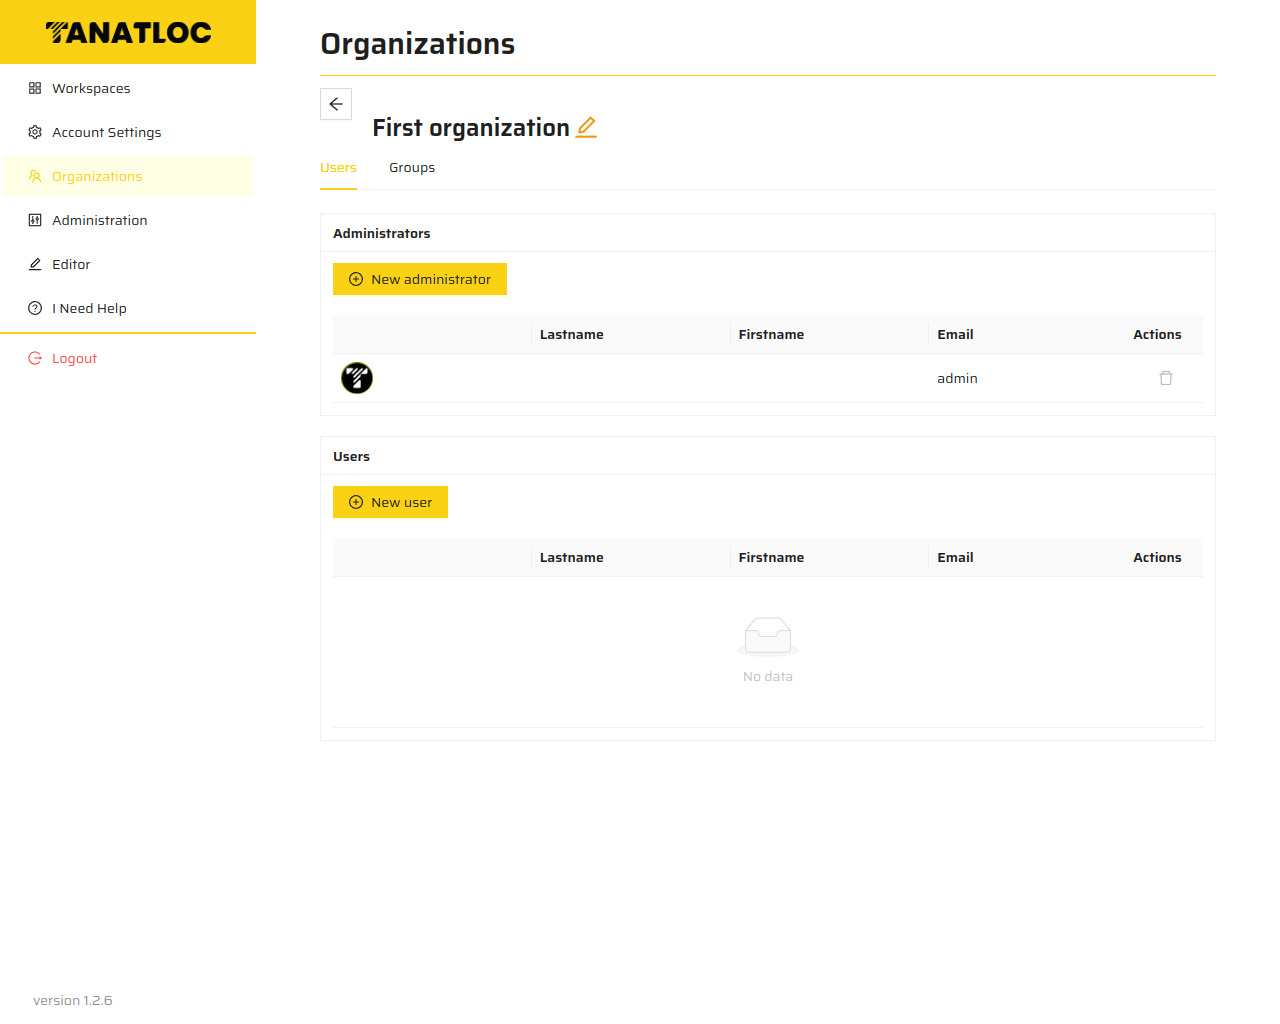 TANATLOC
Workspaces
Account Settings
Organizations
Administration
Editor
I Need Help
Logout
version 1.2.6
Organizations
First organization
Users Groups
Administrators
New administrator
Lastname Firstname Email Actions
admin
Users
New user
Lastname Firstname Email Actions
No data